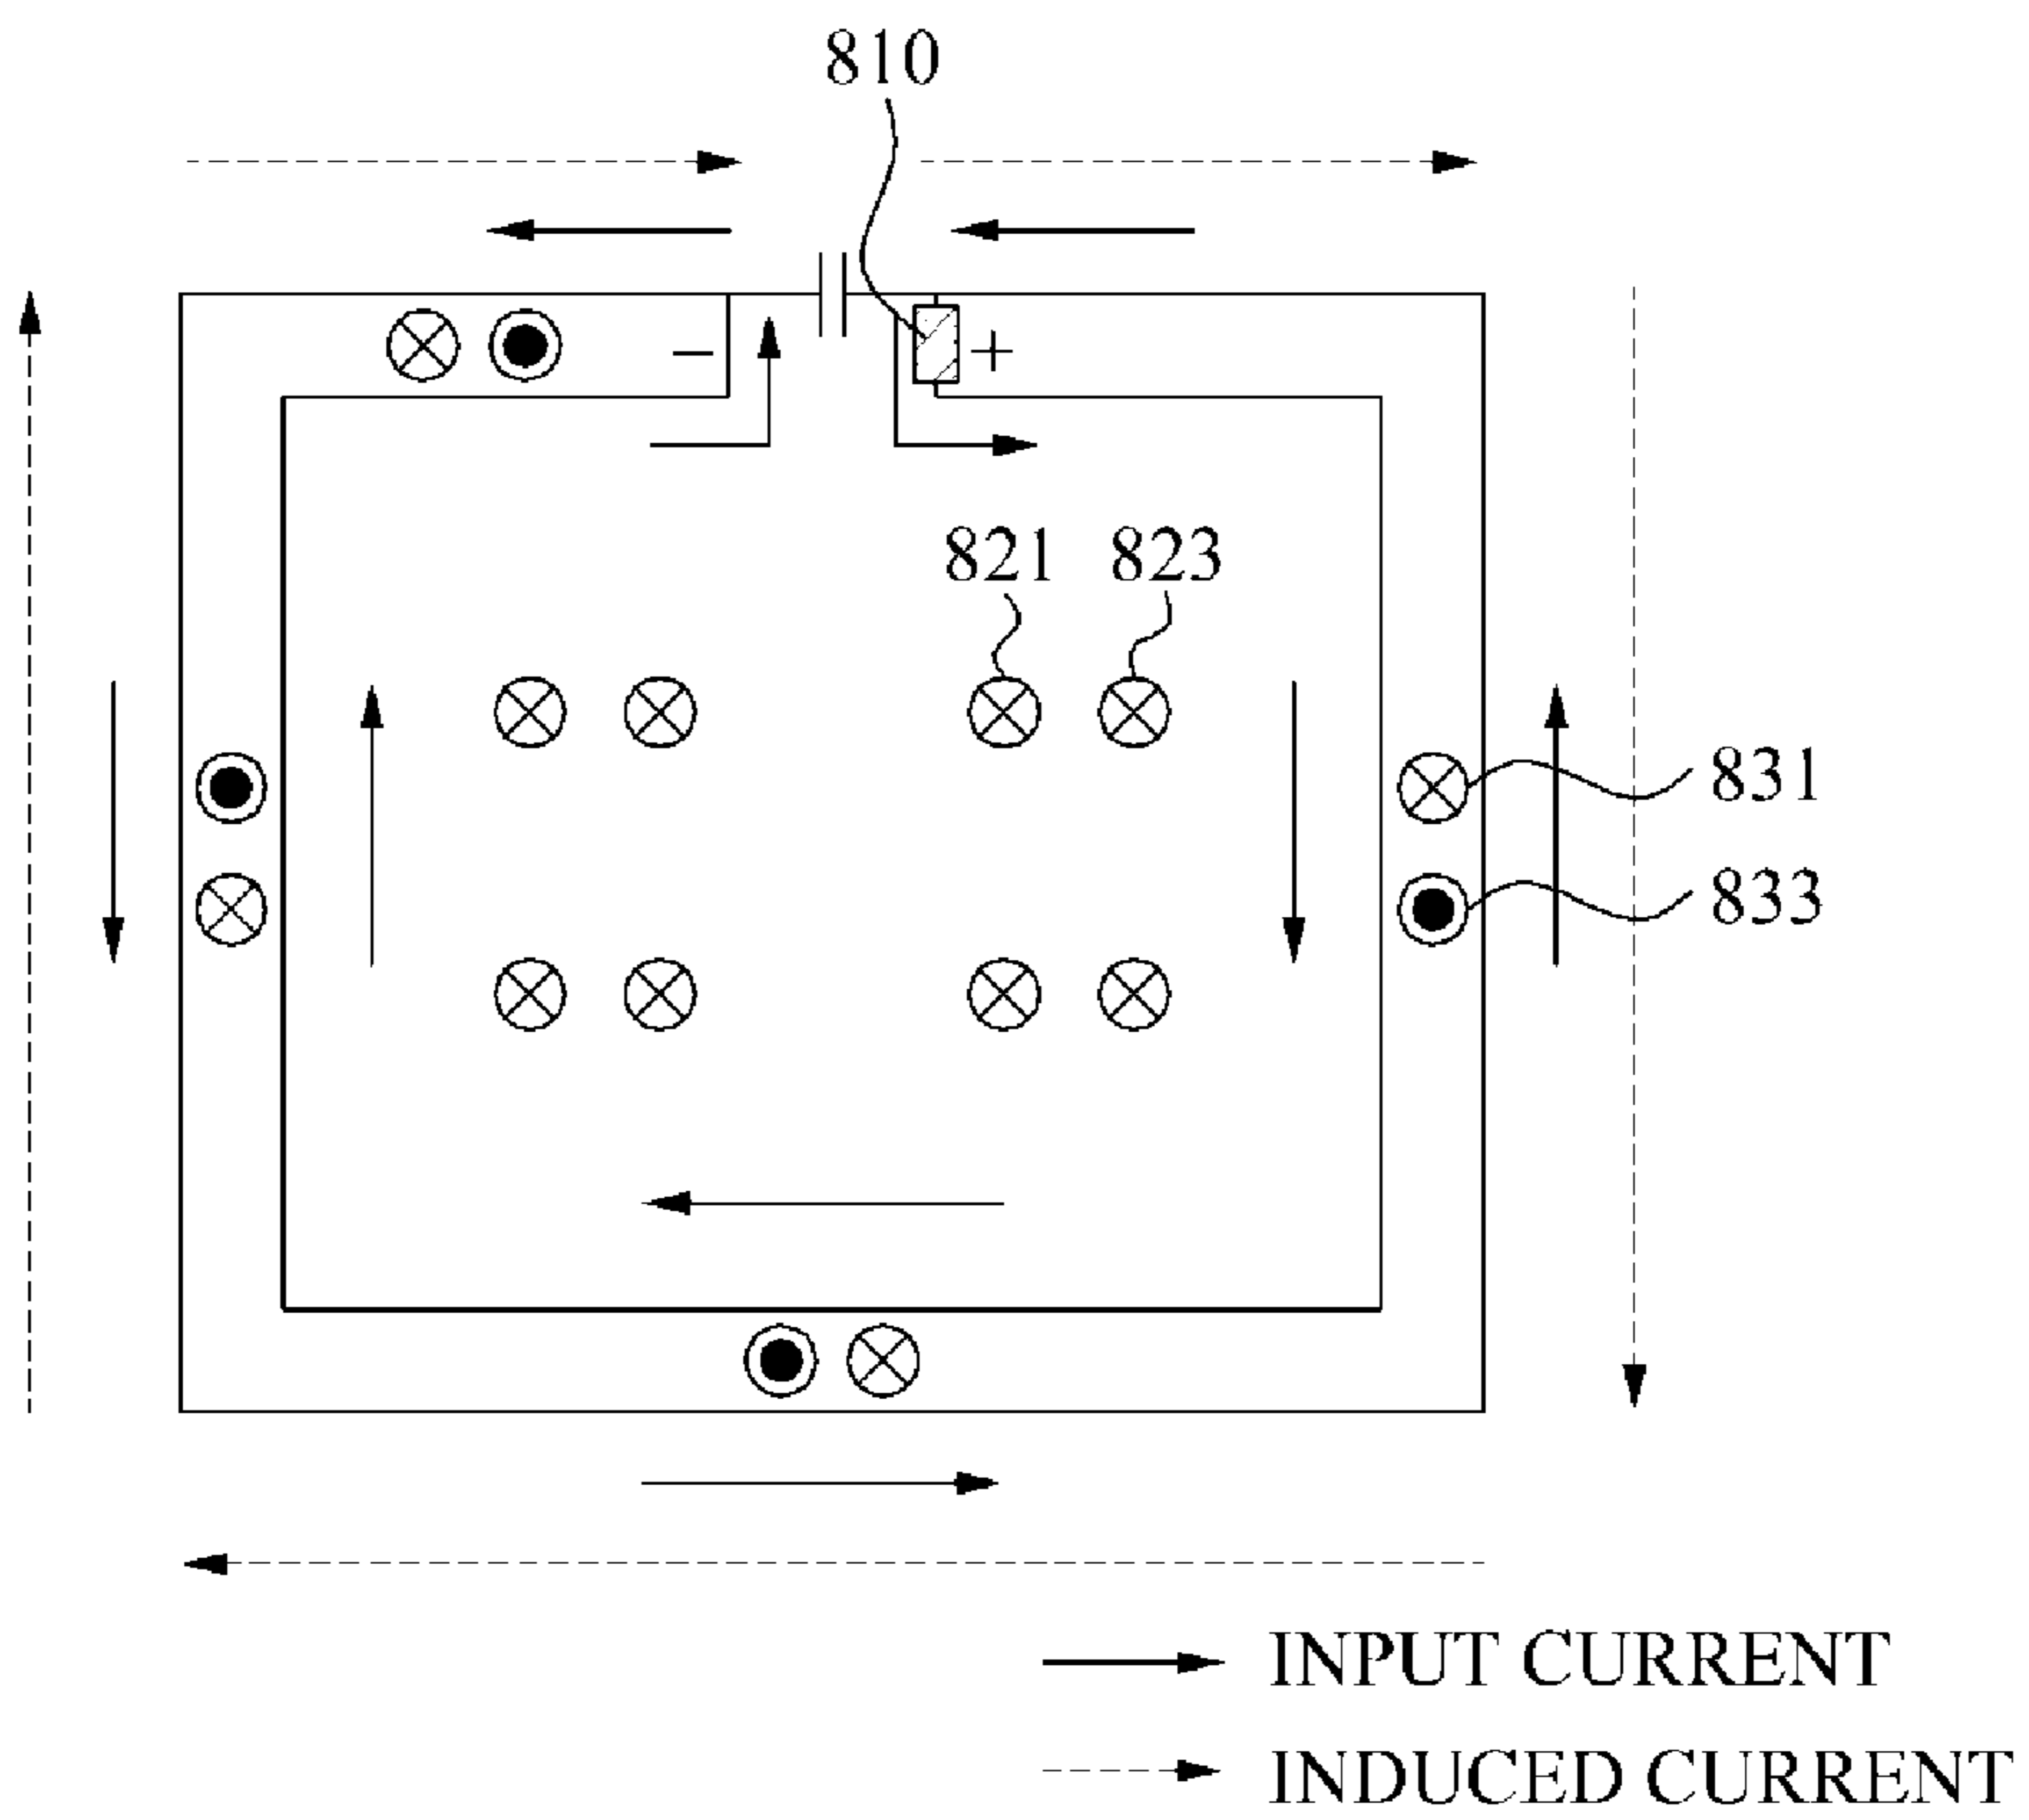 810
− +
821 823
831
833
INPUT CURRENT
INDUCED CURRENT